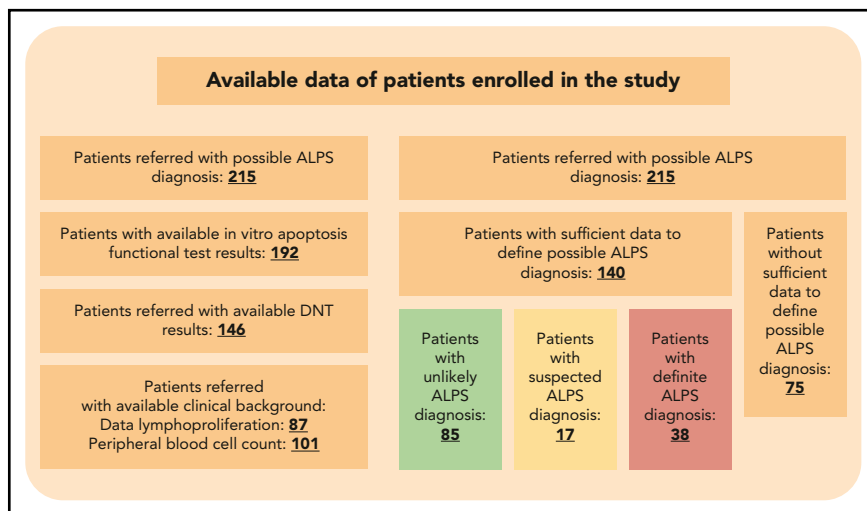 Available data of patients enrolled in the study
Patients referred with possible ALPS
diagnosis: 215
Patients with available in vitro apoptosis
functional test results: 192
Patients referred with available DNT
results: 146
Patients referred
with available clinical background:
Data lymphoproliferation: 87
Peripheral blood cell count: 101
Patients referred with possible ALPS
diagnosis: 215
Patients with sufficient data to
define possible ALPS
diagnosis: 140
Patients
with
unlikely
ALPS
diagnosis:
85
Patients
with
suspected
ALPS
diagnosis:
17
Patients
with
definite
ALPS
diagnosis:
38
Patients
without
sufficient
data to
define
possible
ALPS
diagnosis:
75